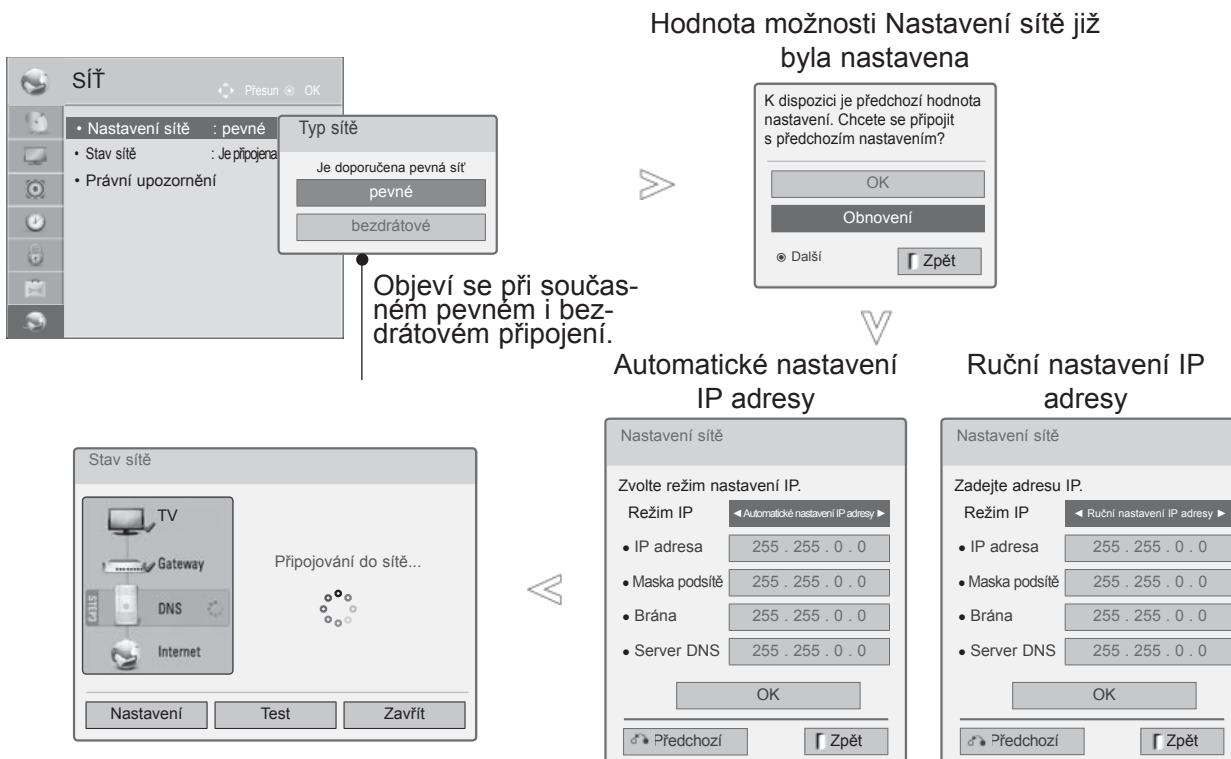 SÍŤ
Přesun OK
• Nastavení sítě : pevné
• Stav sítě : Je připojena
• Právní upozornění
Typ sítě
Je doporučena pevná síť
pevné
bezdrátové
Objeví se při součas-
ném pevném i bez-
drátovém připojení.
Hodnota možnosti Nastavení sítě již
byla nastavena
K dispozici je předchozí hodnota
nastavení. Chcete se připojit
s předchozím nastavením?
OK
Obnovení
Další
Zpět
Automatické nastavení
IP adresy
Nastavení sítě
Zvolte režim nastavení IP.
Režim IP ◄ Automatické nastavení IP adresy ►
• IP adresa 255 . 255 . 0 . 0
• Maska podsítě 255 . 255 . 0 . 0
• Brána 255 . 255 . 0 . 0
• Server DNS 255 . 255 . 0 . 0
OK
Předchozí
Zpět
Ruční nastavení IP
adresy
Nastavení sítě
Zadejte adresu IP.
Režim IP ◄ Ruční nastavení IP adresy ►
• IP adresa 255 . 255 . 0 . 0
• Maska podsítě 255 . 255 . 0 . 0
• Brána 255 . 255 . 0 . 0
• Server DNS 255 . 255 . 0 . 0
OK
Předchozí
Zpět
Stav sítě
TV
Gateway
STEP3
DNS
Internet
Připojování do sítě...
Nastavení
Test
Zavřít